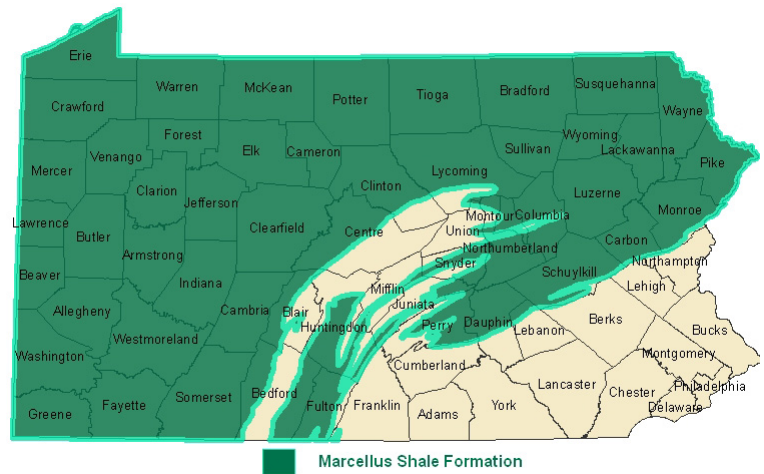 Erie
Crawford
Warren
McKean
Potter
Tioga
Bradford
Susquehanna
Wayne
Forest
Wyoming
Lackawanna
Mercer
Venango
Elk
Cameron
Sullivan
Pike
Clarion
Jefferson
Clinton
Lycoming
Luzerne
Monroe
Lawrence
Butler
Clearfield
Centre
Montour
Columbia
Union
Carbon
Armstrong
Northumberland
Beaver
Snyder
Schuylkill
Northampton
Indiana
Mifflin
Lehigh
Allegheny
Cambria
Blair
Juniata
Huntingdon
Perry
Dauphin
Lebanon
Berks
Bucks
Westmoreland
Washington
Cumberland
Montgomery
Somerset
Bedford
Lancaster
Chester
Philadelphia
Greene
Fayette
Fulton
Franklin
Adams
York
Delaware
Marcellus Shale Formation